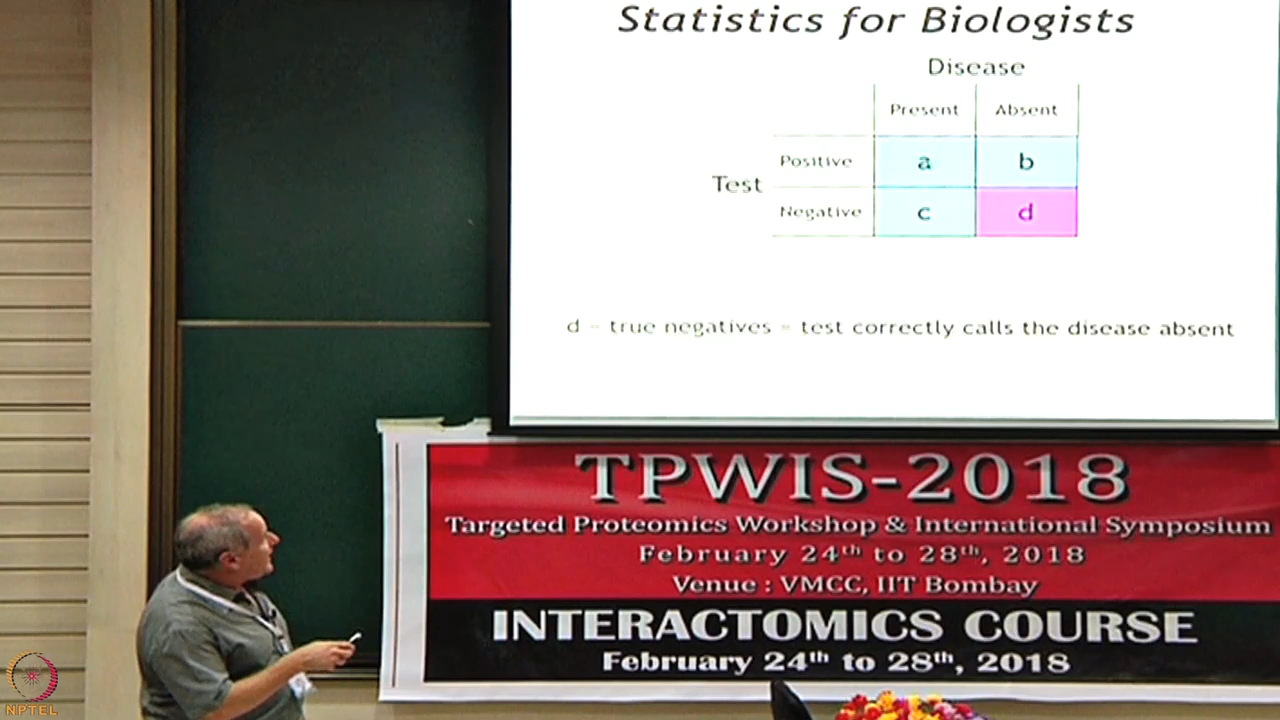 Statistics for Biologists
Disease
Present Absent
Positive a b
Test
Negative c d
d = true negatives = test correctly calls the disease absent
TPWIS-2018
Targeted Proteomics Workshop & International Symposium
February 24th to 28th, 2018
Venue : VMCC, IIT Bombay
INTERACTOMICS COURSE
February 24th to 28th, 2018
NPTEL